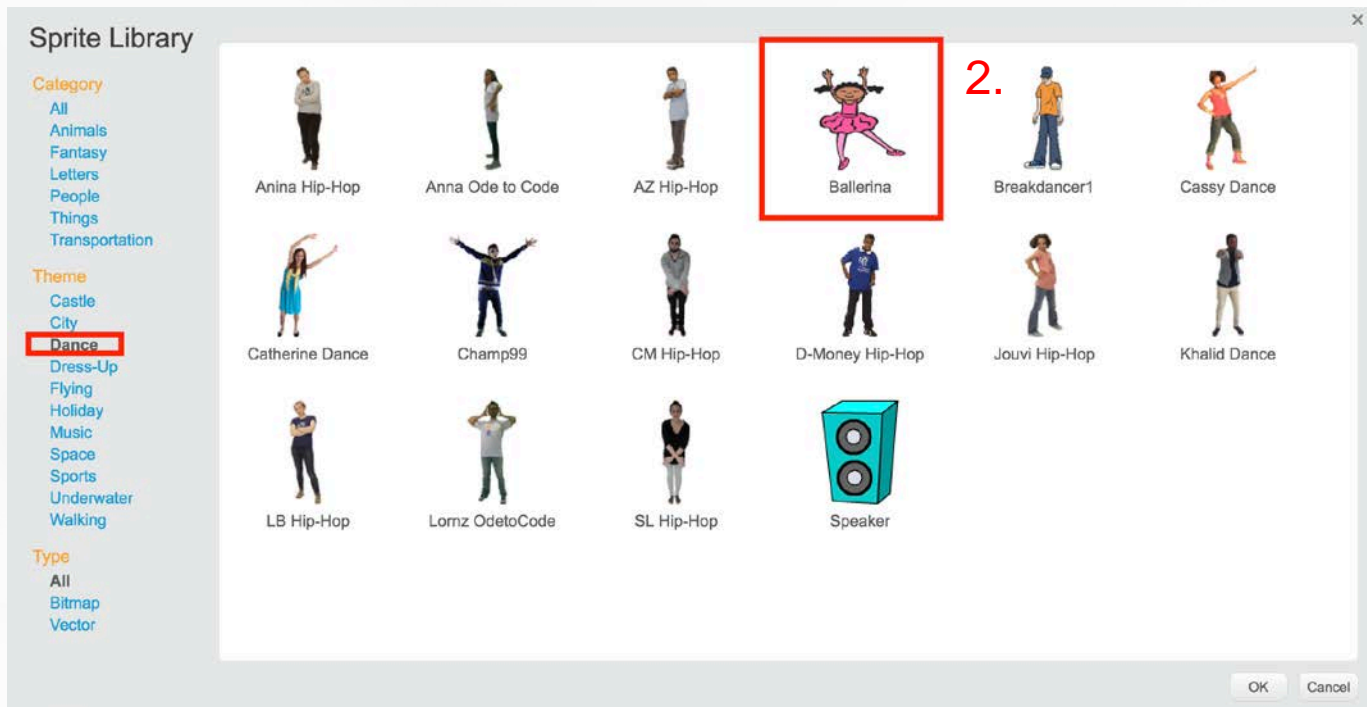 ×
Sprite Library
Category
All
Animals
Fantasy
Letters
People
Things
Transportation
Theme
Castle
City
Dance
Dress-Up
Flying
Holiday
Music
Space
Sports
Underwater
Walking
Type
All
Bitmap
Vector
2.
Anina Hip-Hop
Anna Ode to Code
AZ Hip-Hop
Ballerina
Breakdancer1
Cassy Dance
Catherine Dance
Champ99
CM Hip-Hop
D-Money Hip-Hop
Jouvi Hip-Hop
Khalid Dance
LB Hip-Hop
Lornz OdetoCode
SL Hip-Hop
Speaker
OK
Cancel